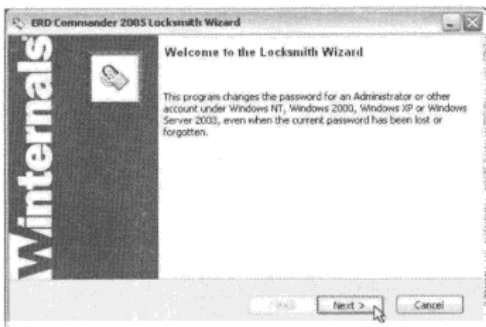 ERD Commander 2005 Locksmith Wizard
Winternals
Welcome to the Locksmith Wizard
This program changes the password for an Administrator or other
account under Windows NT, Windows 2000, Windows XP or Windows
Server 2003, even when the current password has been lost or
forgotten.
Next >
Cancel